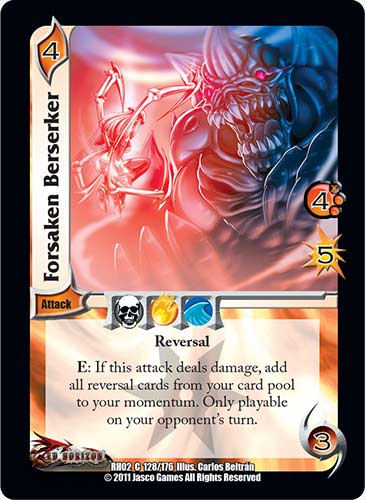 4
Forsaken Berserker
4
5
Attack
Reversal
E: If this attack deals damage, add
all reversal cards from your card pool
to your momentum. Only playable
on your opponent's turn.
3
RED HORIZON
RH02 C 128/176 Illus. Carlos Beltrán
© 2011 Jasco Games All Rights Reserved